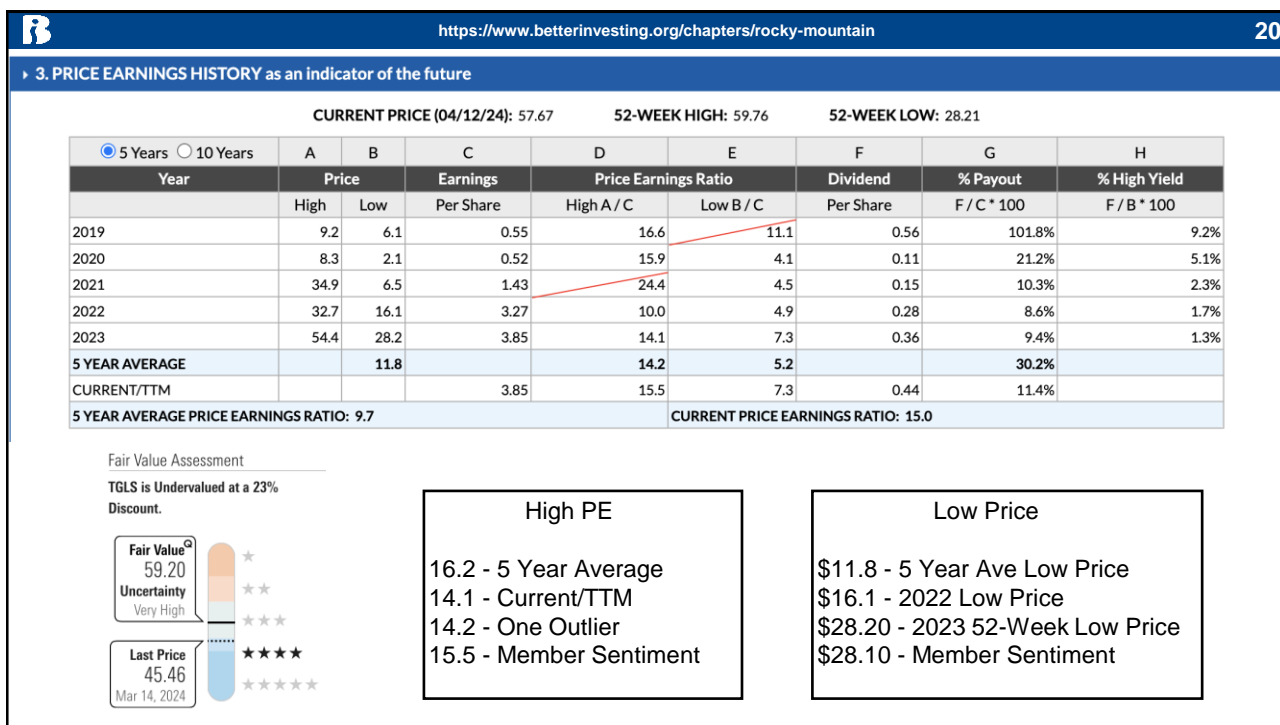 https://www.betterinvesting.org/chapters/rocky-mountain 20
3. PRICE EARNINGS HISTORY as an indicator of the future
CURRENT PRICE (04/12/24): 57.67 52-WEEK HIGH: 59.76 52-WEEK LOW: 28.21
5 Years 10 Years A B C D E F G H
Year Price Earnings Price Earnings Ratio Dividend % Payout % High Yield
High Low Per Share High A / C Low B / C Per Share F / C * 100 F / B * 100
2019 9.2 6.1 0.55 16.6 11.1 0.56 101.8% 9.2%
2020 8.3 2.1 0.52 15.9 4.1 0.11 21.2% 5.1%
2021 34.9 6.5 1.43 24.4 4.5 0.15 10.3% 2.3%
2022 32.7 16.1 3.27 10.0 4.9 0.28 8.6% 1.7%
2023 54.4 28.2 3.85 14.1 7.3 0.36 9.4% 1.3%
5 YEAR AVERAGE 11.8 14.2 5.2 30.2%
CURRENT/TTM 3.85 15.5 7.3 0.44 11.4%
5 YEAR AVERAGE PRICE EARNINGS RATIO: 9.7 CURRENT PRICE EARNINGS RATIO: 15.0
Fair Value Assessment
TGLS is Undervalued at a 23%
Discount.
Fair Value Q
59.20
Uncertainty
Very High
Last Price
45.46
Mar 14, 2024
High PE
16.2 - 5 Year Average
14.1 - Current/TTM
14.2 - One Outlier
15.5 - Member Sentiment
Low Price
$11.8 - 5 Year Ave Low Price
$16.1 - 2022 Low Price
$28.20 - 2023 52-Week Low Price
$28.10 - Member Sentiment